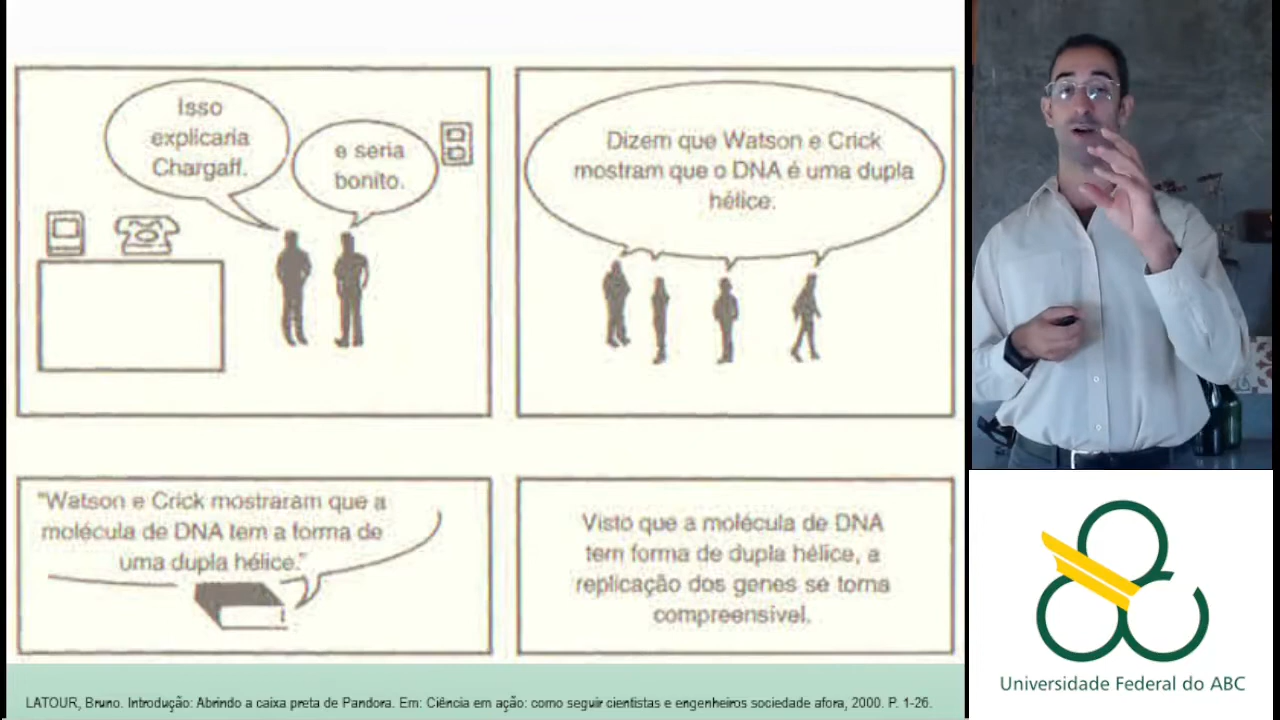 Isso
explicaria
Chargaff.
e seria
bonito.
Dizem que Watson e Crick
mostram que o DNA é uma dupla
hélice.
"Watson e Crick mostraram que a
molécula de DNA tem a forma de
uma dupla hélice."
Visto que a molécula de DNA
tem forma de dupla hélice, a
replicação dos genes se torna
compreensível.
LATOUR, Bruno. Introdução: Abrindo a caixa preta de Pandora. Em: Ciência em ação: como seguir cientistas e engenheiros sociedade afora, 2000. P. 1-26.
Universidade Federal do ABC